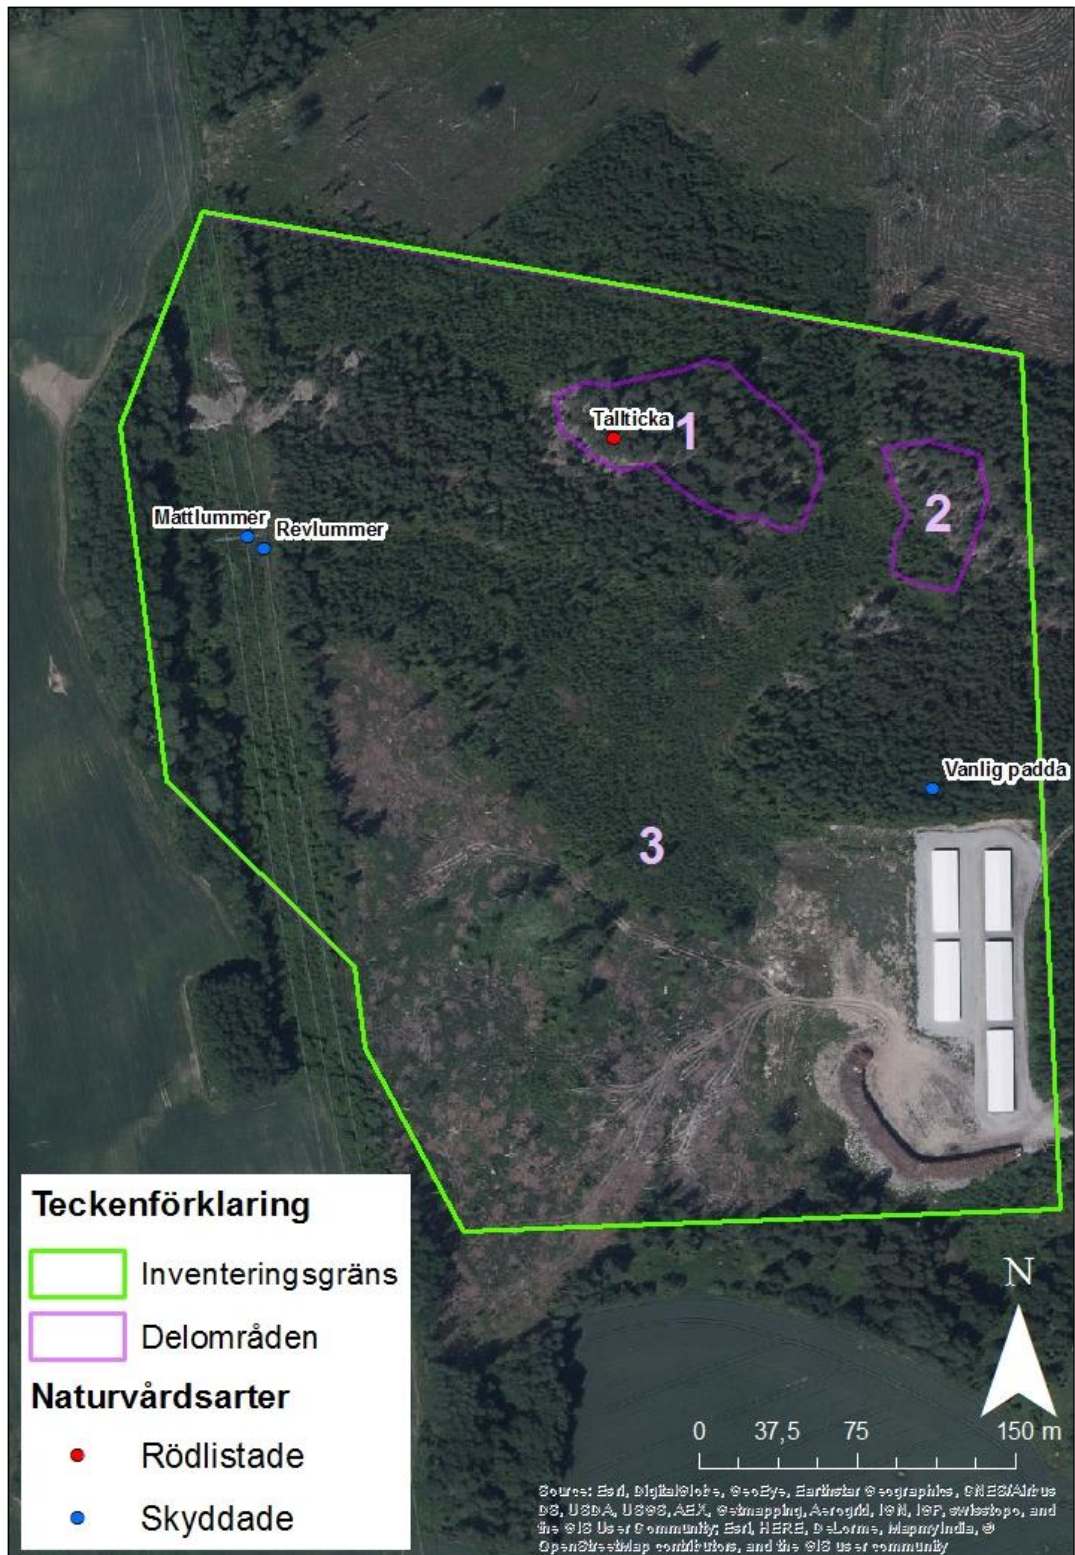 Tallticka
1
2
Mattlummer
Revlummer
Vanlig padda
3
Teckenförklaring
Inventeringsgräns
Delområden
Naturvårdsarter
Rödlistade
Skyddade
N
0 37,5 75 150 m
Source: Esri, DigitalGlobe, GeoEye, Earthstar Geographics, CNES/Airbus
DS, USDA, USGS, AEX, Getmapping, Aerogrid, IGN, IGP, swisstopo, and
the GIS User Community; Esri, HERE, DeLorme, MapmyIndia, ©
OpenStreetMap contributors, and the GIS user community